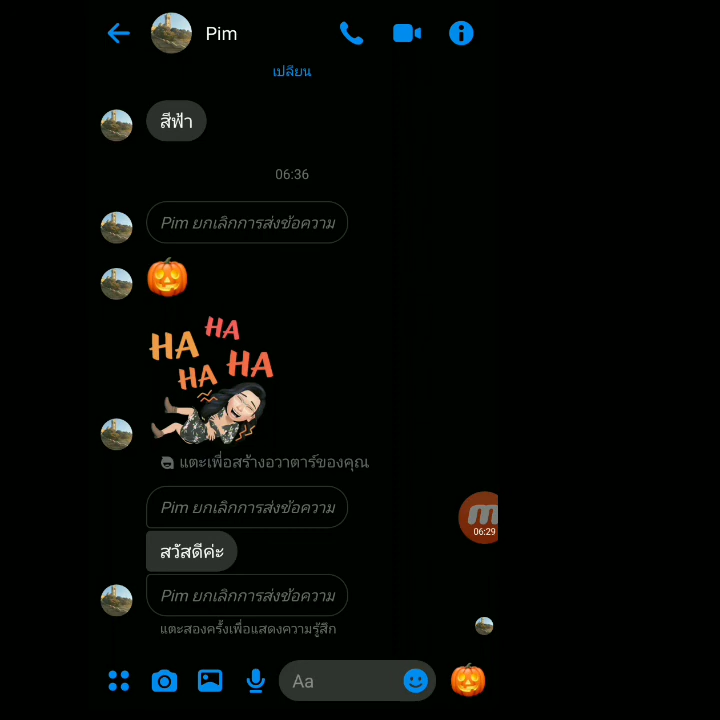 Pim
เปลี่ยน
สีฟ้า
06:36
Pim ยกเลิกการส่งข้อความ
HA HA
HA HA
แตะเพื่อสร้างอวาตาร์ของคุณ
Pim ยกเลิกการส่งข้อความ
m
06:29
สวัสดีค่ะ
Pim ยกเลิกการส่งข้อความ
แตะสองครั้งเพื่อแสดงความรู้สึก
Aa